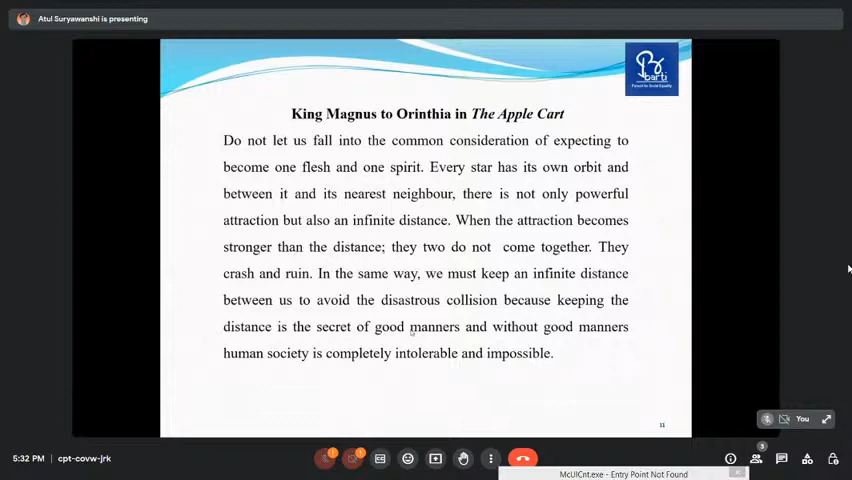 Atul Suryawanshi is presenting
barti
King Magnus to Orinthia in The Apple Cart
Do not let us fall into the common consideration of expecting to
become one flesh and one spirit. Every star has its own orbit and
between it and its nearest neighbour, there is not only powerful
attraction but also an infinite distance. When the attraction becomes
stronger than the distance; they two do not come together. They
crash and ruin. In the same way, we must keep an infinite distance
between us to avoid the disastrous collision because keeping the
distance is the secret of good manners and without good manners
human society is completely intolerable and impossible.
11
You
5:32 PM
cpt-covw-jrk
3
McUICnt.exe - Entry Point Not Found